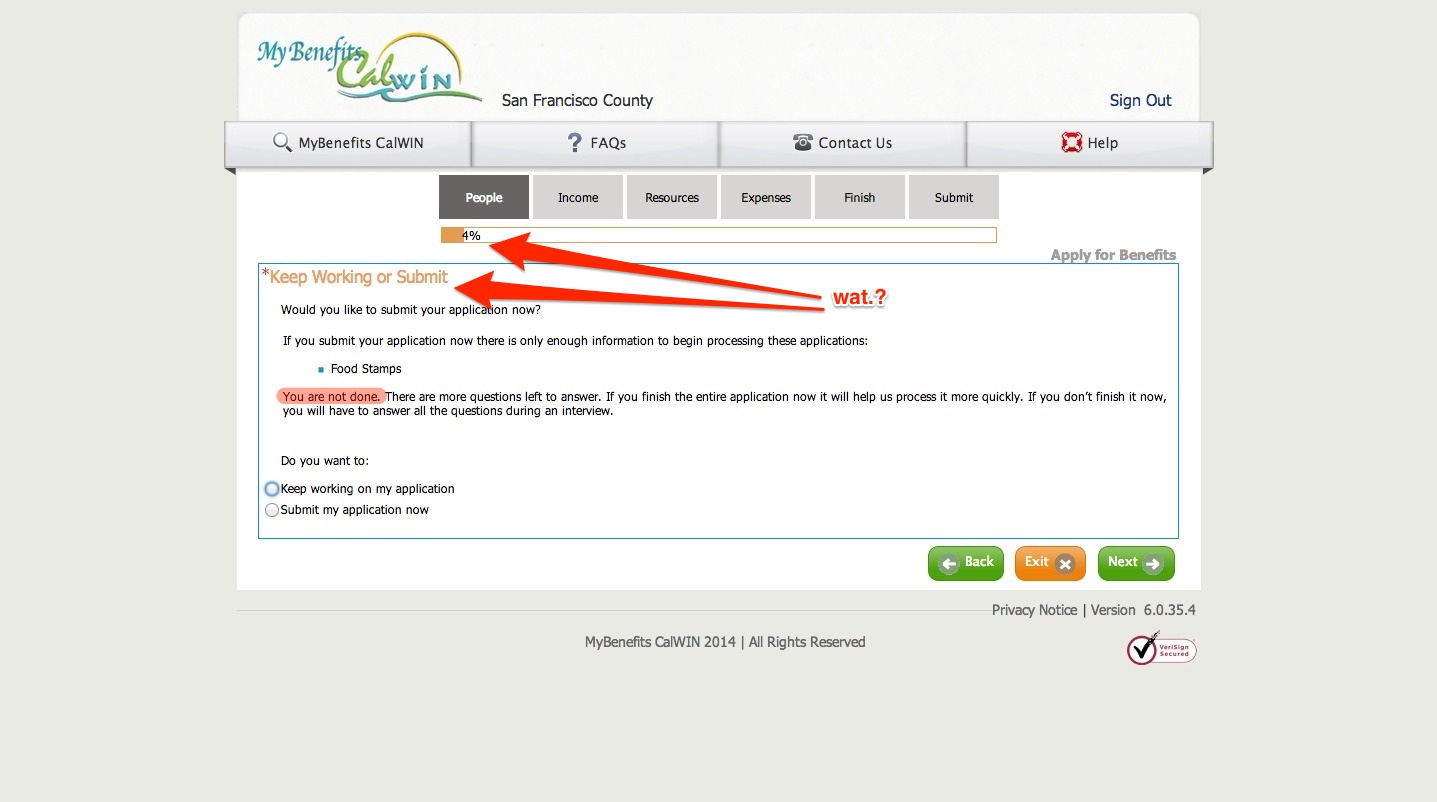 My Benefits CalWIN
San Francisco County
Sign Out
MyBenefits CalWIN
? FAQs
Contact Us
Help
People
Income
Resources
Expenses
Finish
Submit
4%
Apply for Benefits
*Keep Working or Submit
wat.?
Would you like to submit your application now?
If you submit your application now there is only enough information to begin processing these applications:
Food Stamps
You are not done. There are more questions left to answer. If you finish the entire application now it will help us process it more quickly. If you don't finish it now,
you will have to answer all the questions during an interview.
Do you want to:
Keep working on my application
Submit my application now
Back
Exit
Next
Privacy Notice | Version 6.0.35.4
MyBenefits CalWIN 2014 | All Rights Reserved
VeriSign
Secured